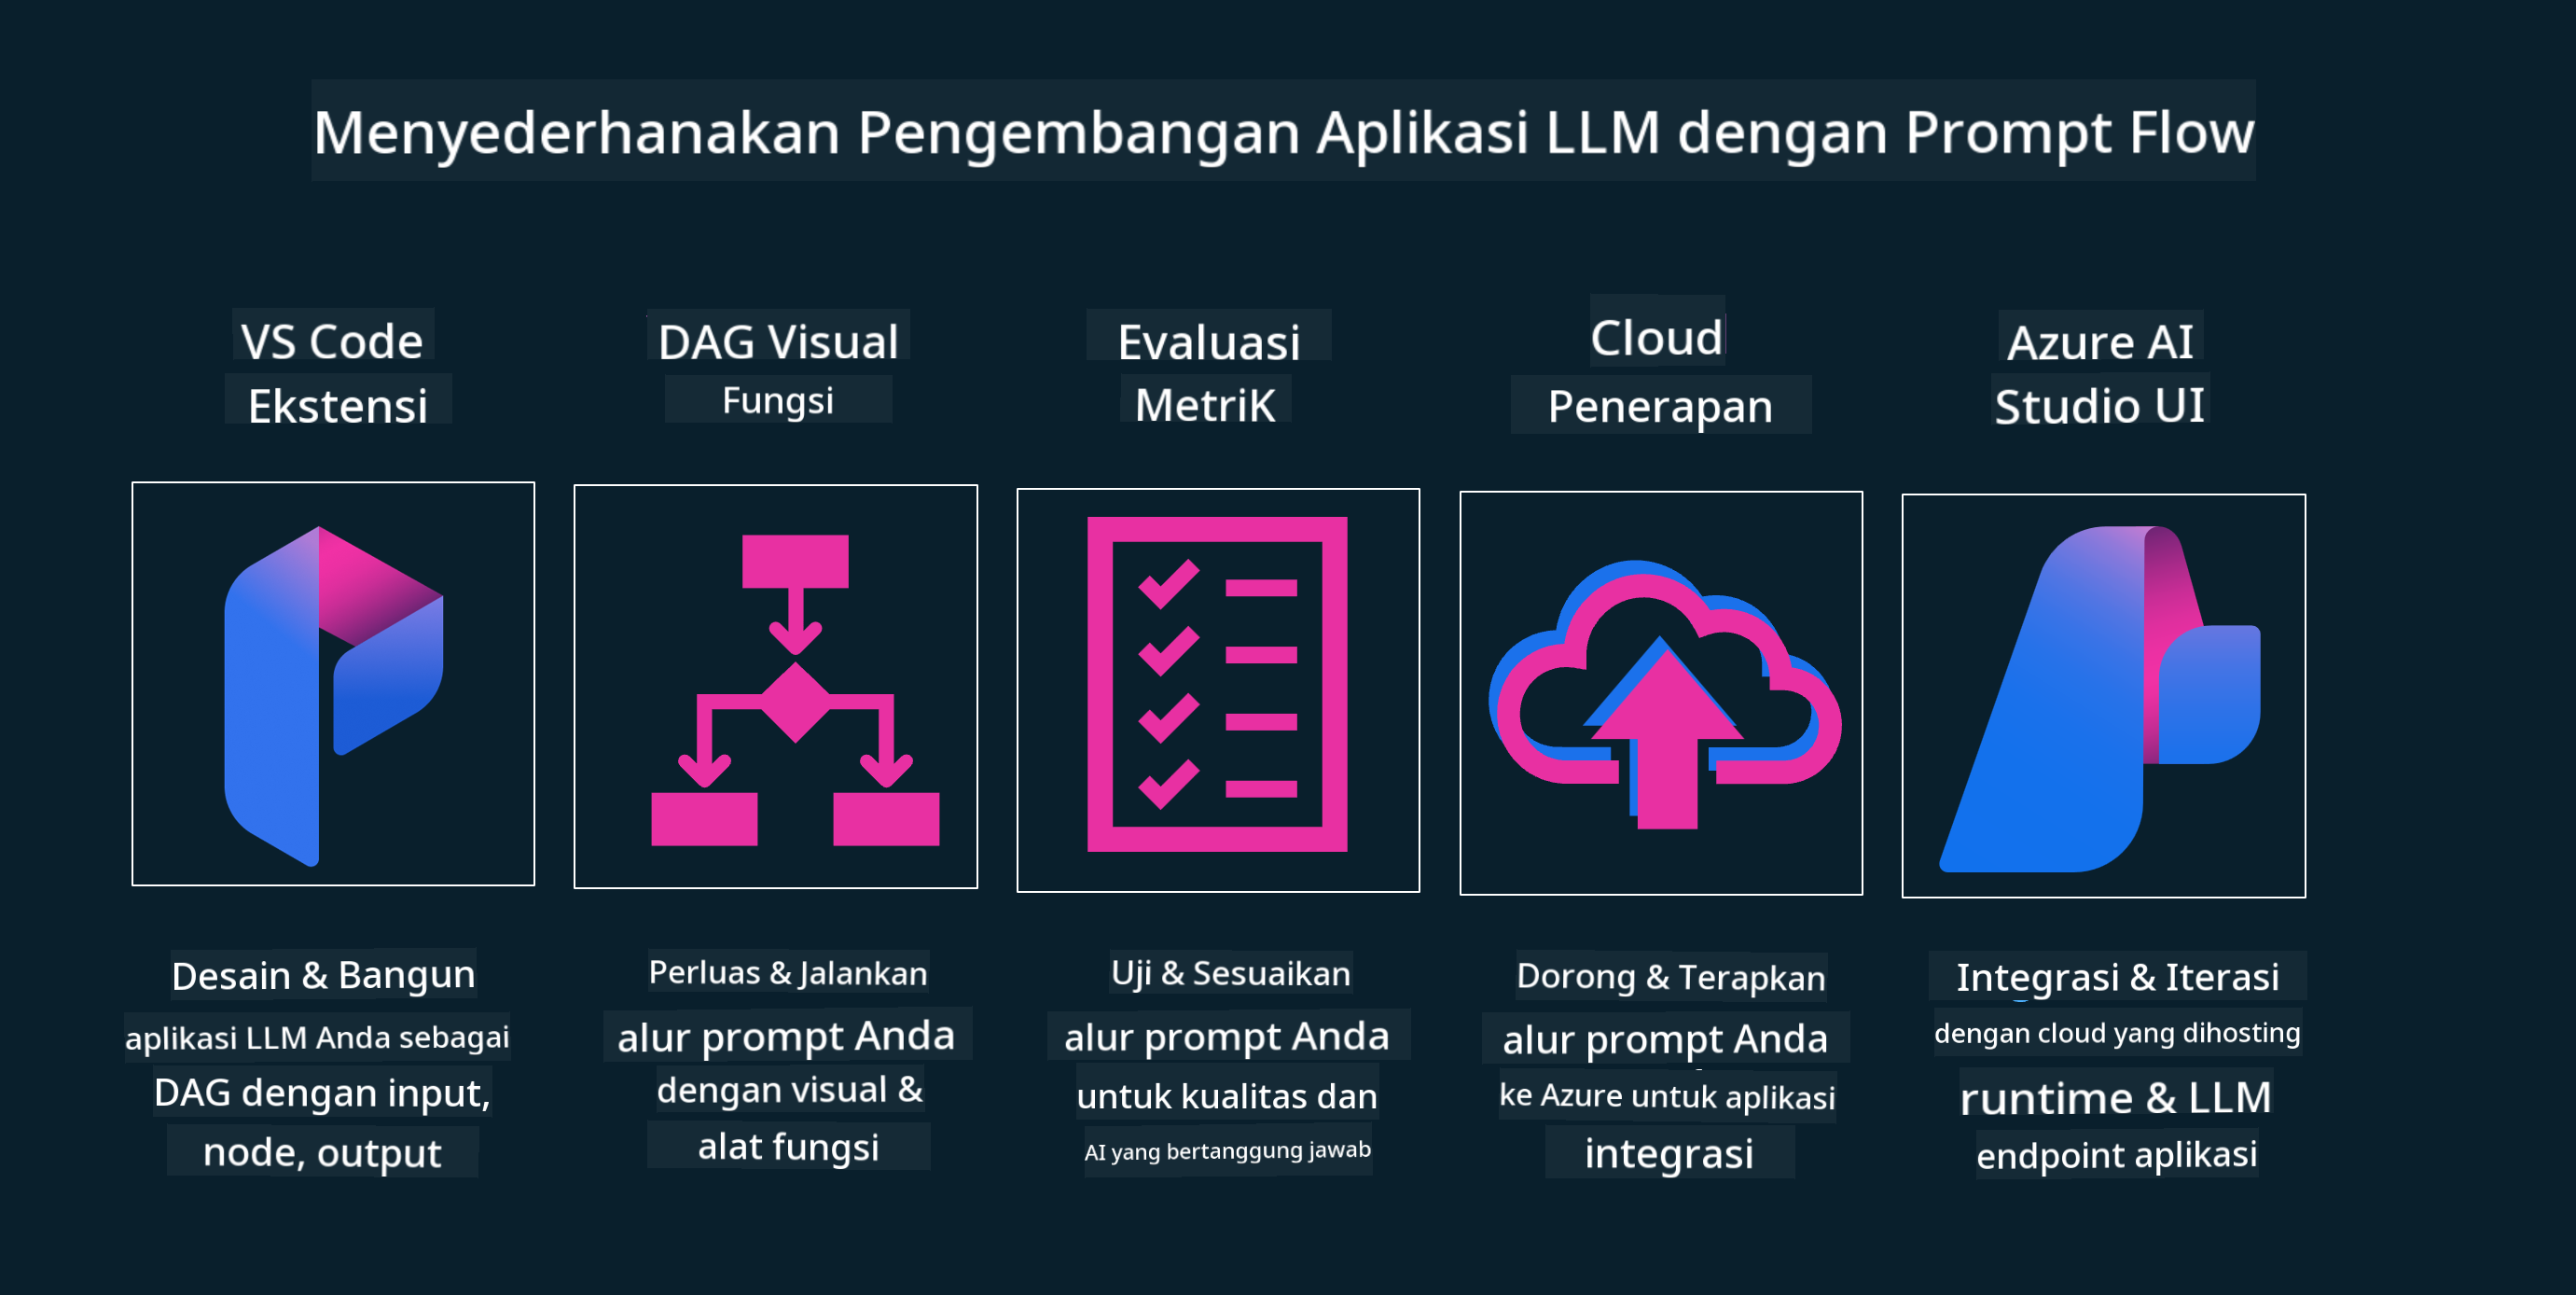 Menyederhanakan Pengembangan Aplikasi LLM dengan Prompt Flow
VS Code
Ekstensi
DAG Visual
Fungsi
Evaluasi
MetriK
Cloud
Penerapan
Azure AI
Studio UI
Desain & Bangun
aplikasi LLM Anda sebagai
DAG dengan input,
node, output
Perluas & Jalankan
alur prompt Anda
dengan visual &
alat fungsi
Uji & Sesuaikan
alur prompt Anda
untuk kualitas dan
AI yang bertanggung jawab
Dorong & Terapkan
alur prompt Anda
ke Azure untuk aplikasi
integrasi
Integrasi & Iterasi
dengan cloud yang dihosting
runtime & LLM
endpoint aplikasi